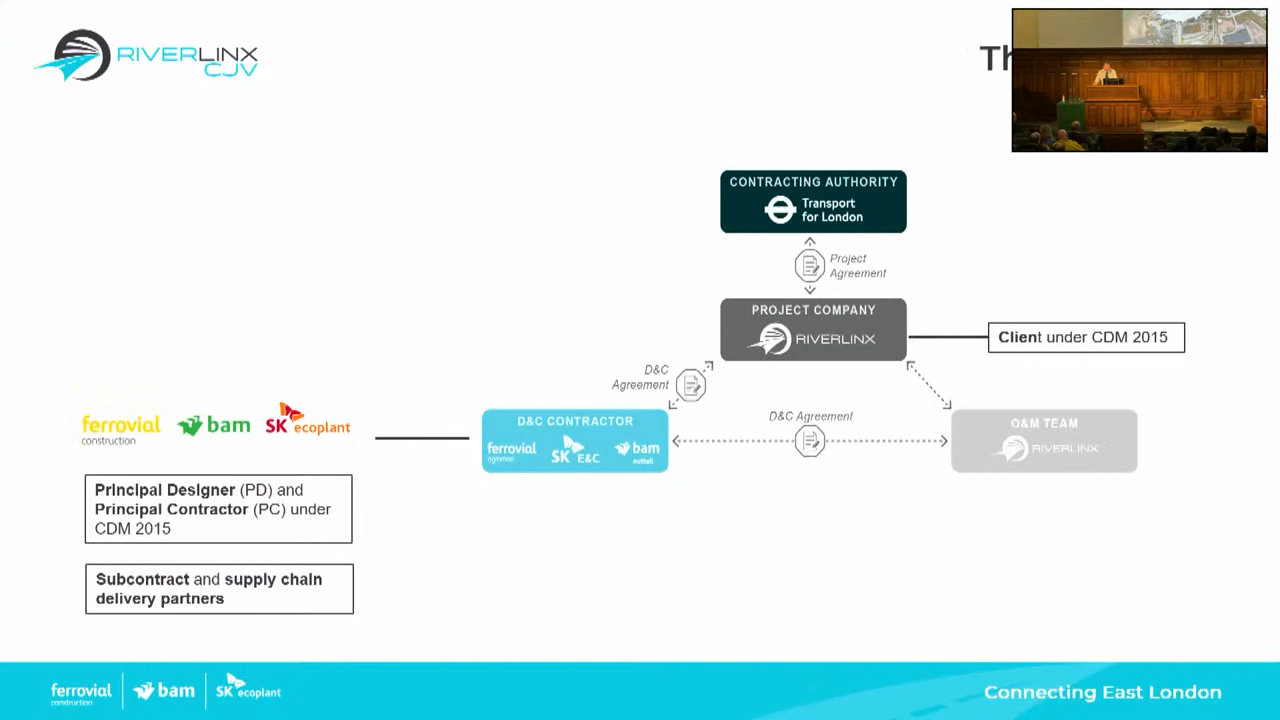 RIVERLINX
CJV
Th
CONTRACTING AUTHORITY
Transport
for London
Project
Agreement
PROJECT COMPANY
RIVERLINX
Client under CDM 2015
D&C
Agreement
D&C CONTRACTOR
ferrovial
SK E&C
bam
nuttall
D&C Agreement
O&M TEAM
RIVERLINX
ferrovial
construction
bam
SK ecoplant
Principal Designer (PD) and
Principal Contractor (PC) under
CDM 2015
Subcontract and supply chain
delivery partners
ferrovial
construction
bam
SK ecoplant
Connecting East London